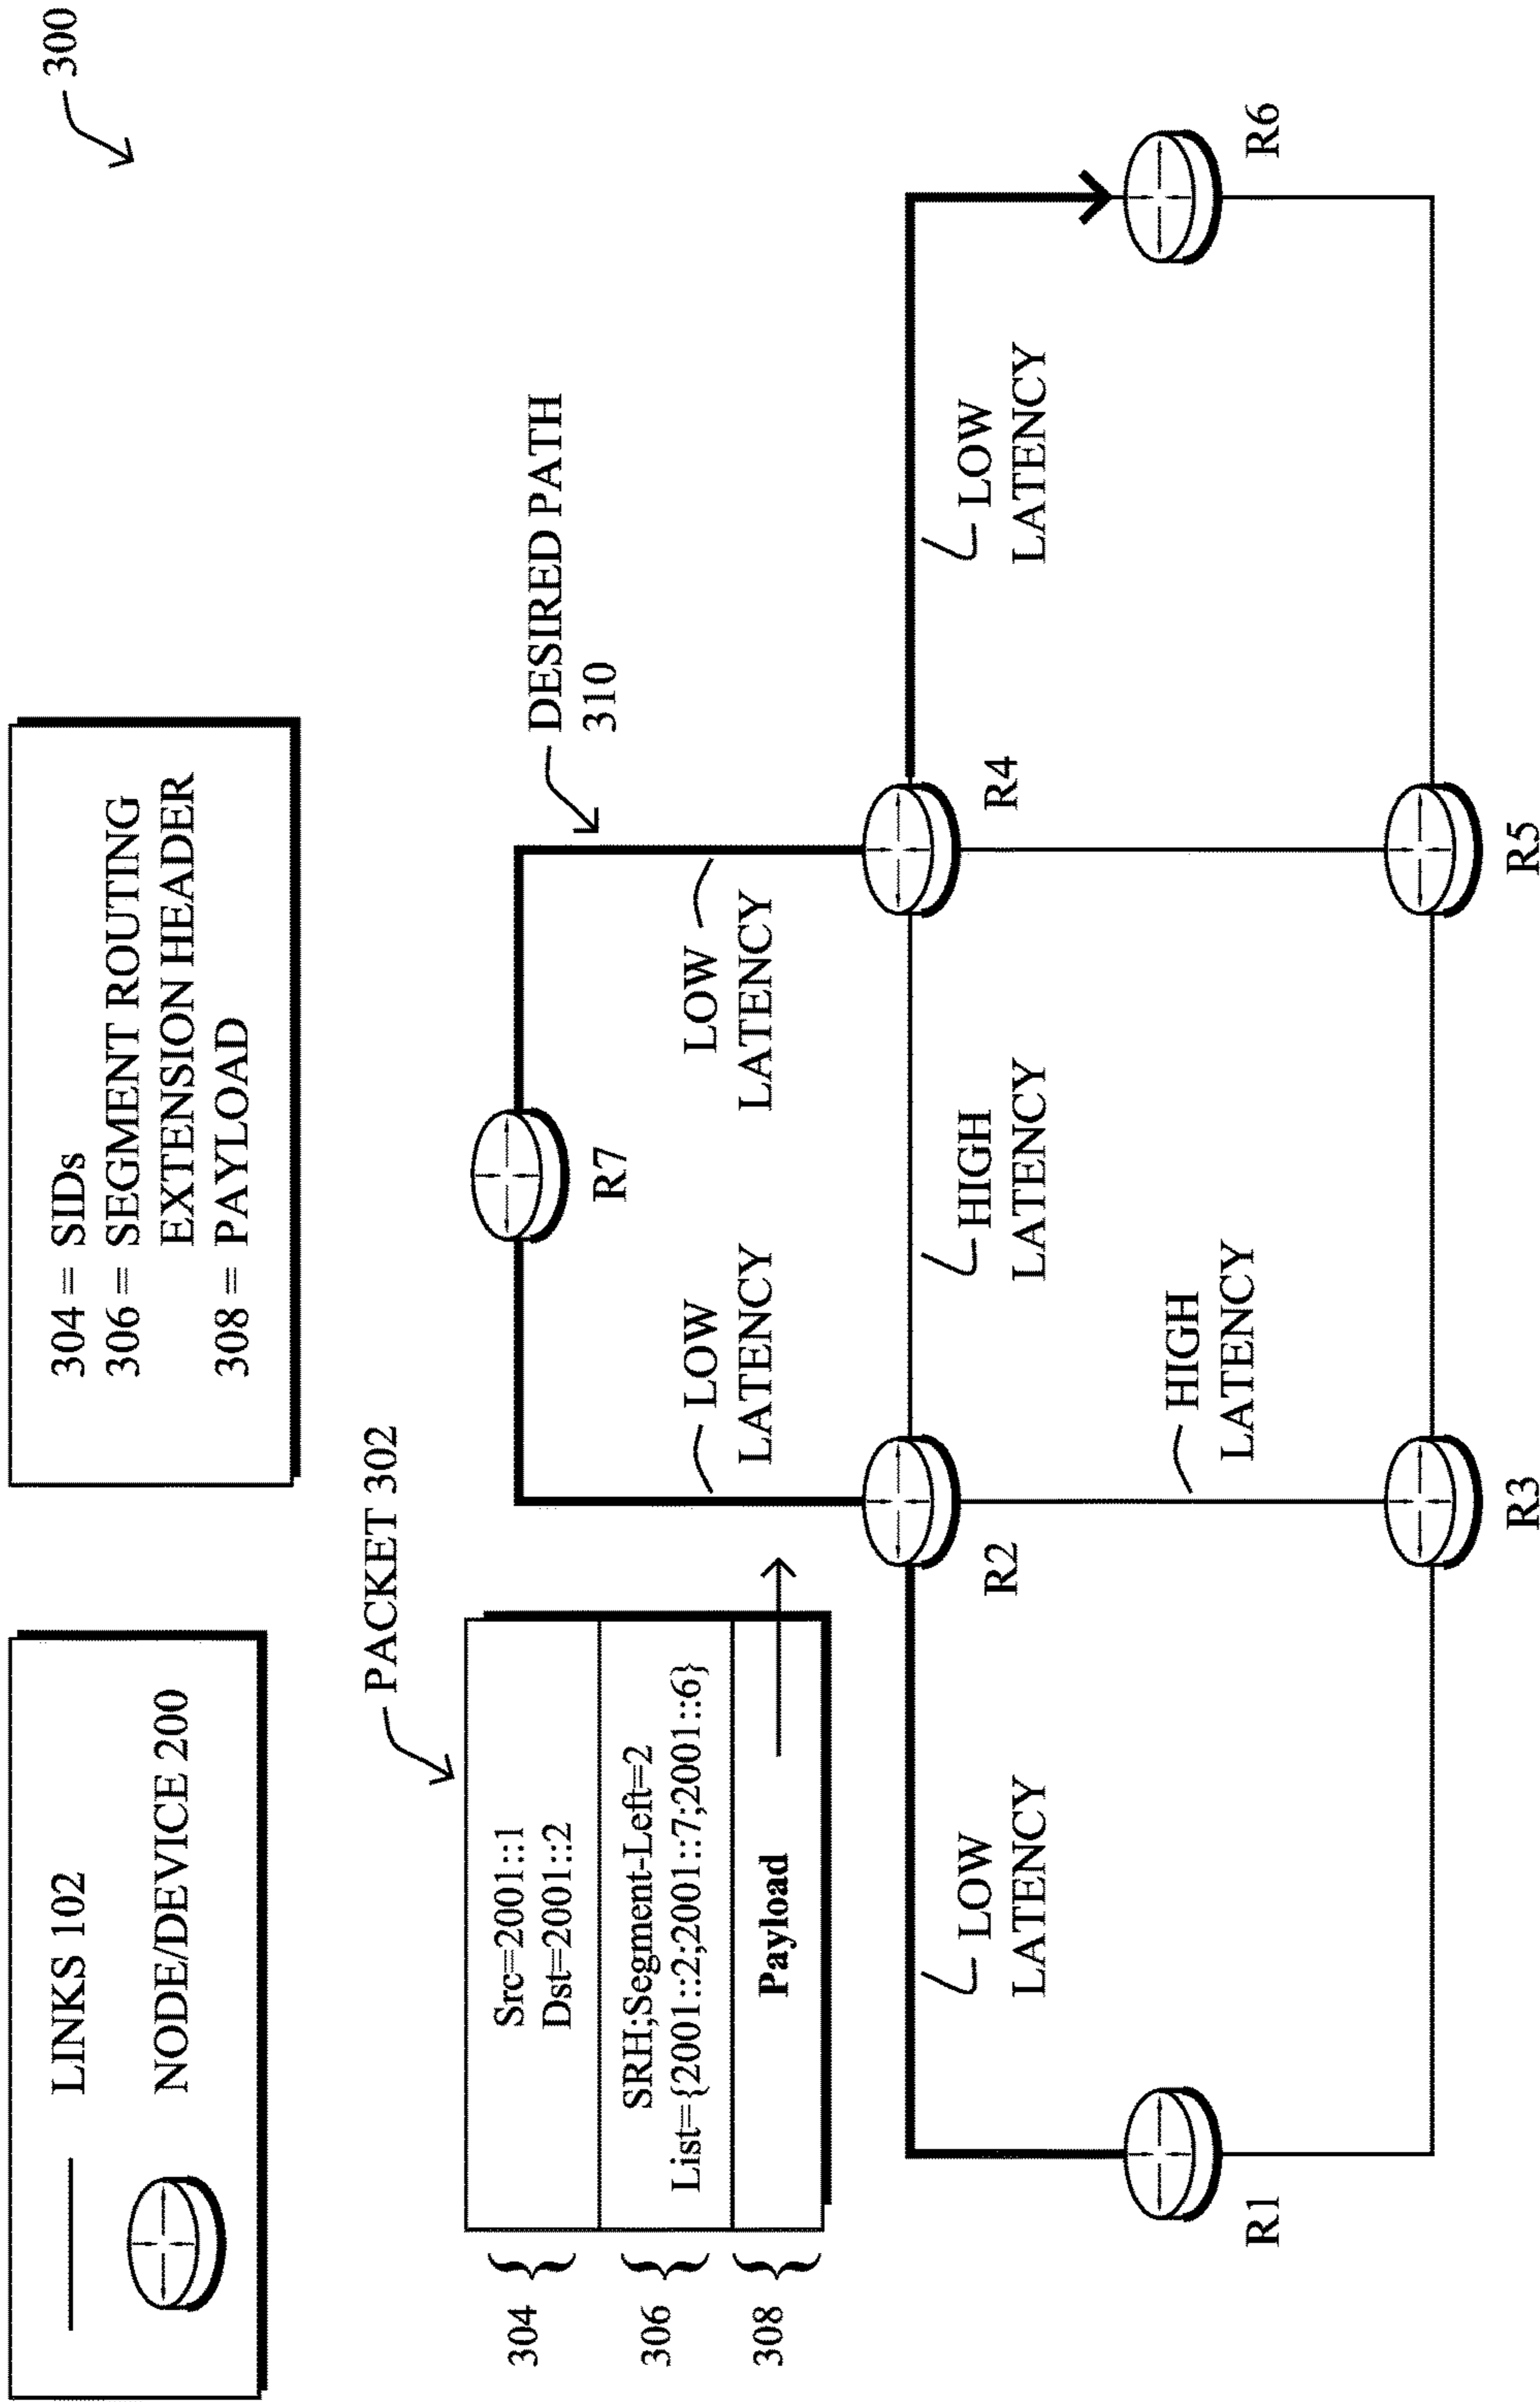 300
LINKS 102
NODE/DEVICE 200
304 = SIDs
306 = SEGMENT ROUTING
EXTENSION HEADER
308 = PAYLOAD
PACKET 302
304
Src=2001::1
Dst=2001::2
306
SRH;Segment-Left=2
List={2001::2;2001::7;2001::6}
308
Payload
DESIRED PATH
310
R7
LOW
LATENCY
LOW
LATENCY
R2
R4
LOW
LATENCY
HIGH
LATENCY
LOW
LATENCY
R1
HIGH
LATENCY
R6
R3
R5